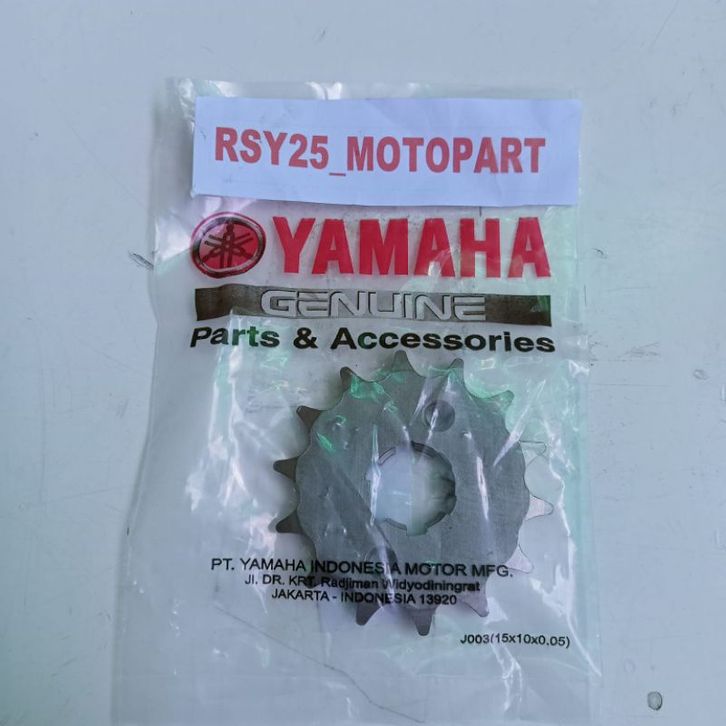 RSY25_MOTOPART
YAMAHA
GENUINE
Parts & Accessories
PT. YAMAHA INDONESIA MOTOR MFG.
Jl. DR. KRT. Radjiman Widyodiningrat
JAKARTA - INDONESIA 13920
J003(15x10x0,05)